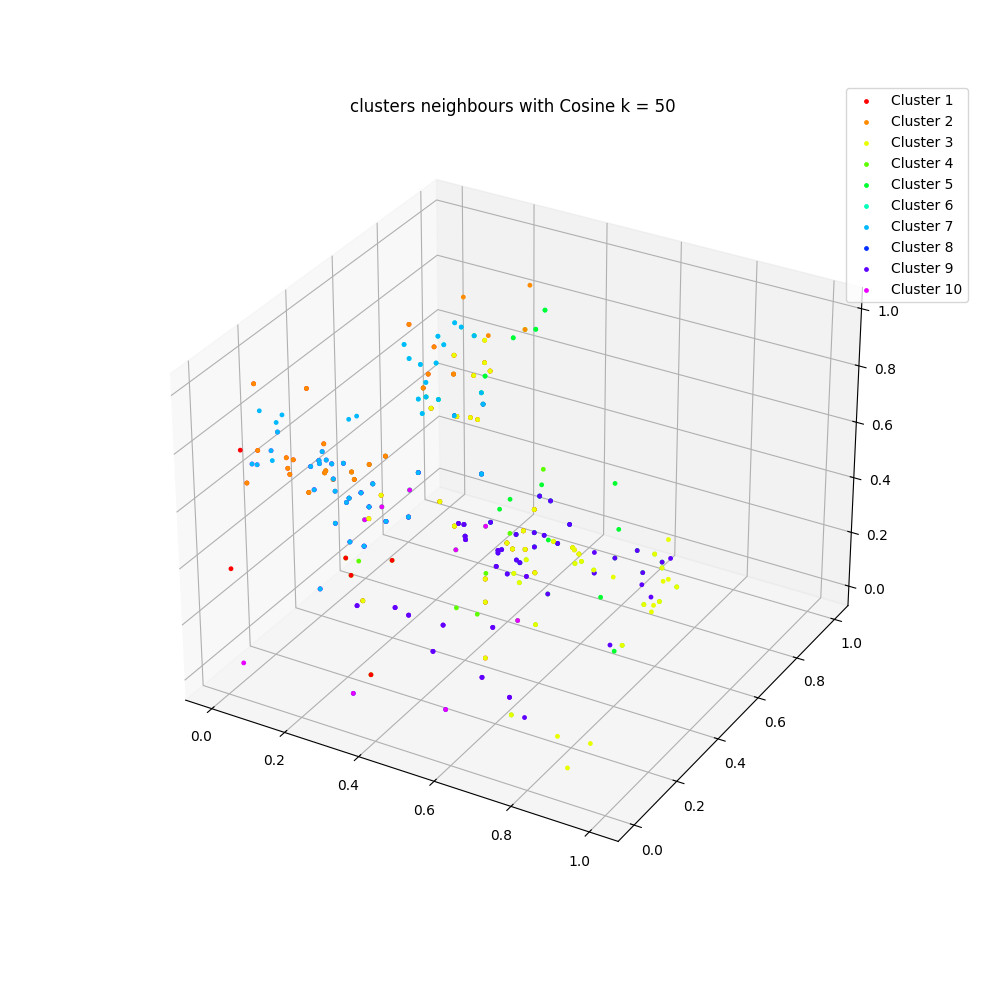 clusters neighbours with Cosine k = 50
Cluster 1
Cluster 2
Cluster 3
Cluster 4
Cluster 5
Cluster 6
Cluster 7
Cluster 8
Cluster 9
Cluster 10
1.0
0.8
0.6
0.4
0.2
0.0
1.0
0.8
0.6
0.4
0.2
0.0
0.0
0.2
0.4
0.6
0.8
1.0